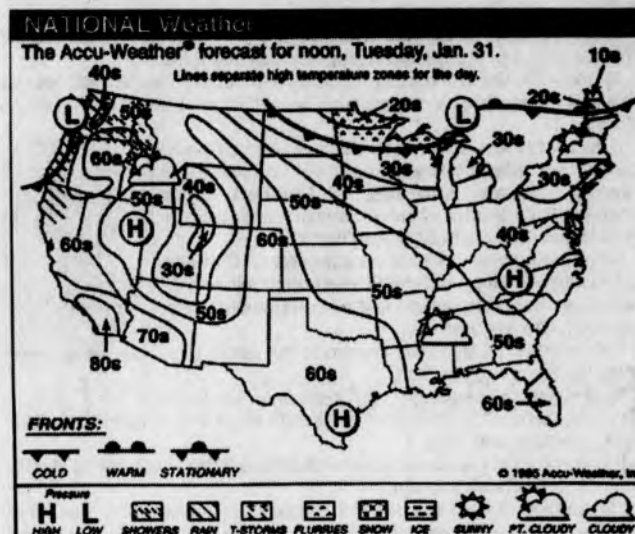 NATIONAL Weather
The Accu-Weather® forecast for noon, Tuesday, Jan. 31.
Lines separate high temperature zones for the day.
10s
40s
20s
20s
L
L
50s
60s
30s
30s
40s
50s
40s
50s
30s
H
60s
40s
60s
30s
50s
H
50s
70s
50s
80s
60s
60s
H
FRONTS:
COLD WARM STATIONARY
© 1995 Accu-Weather, In
Pressure
H L
HIGH LOW SHOWERS RAIN T-STORMS FLURRIES SNOW ICE SUNNY PT. CLOUDY CLOUDY